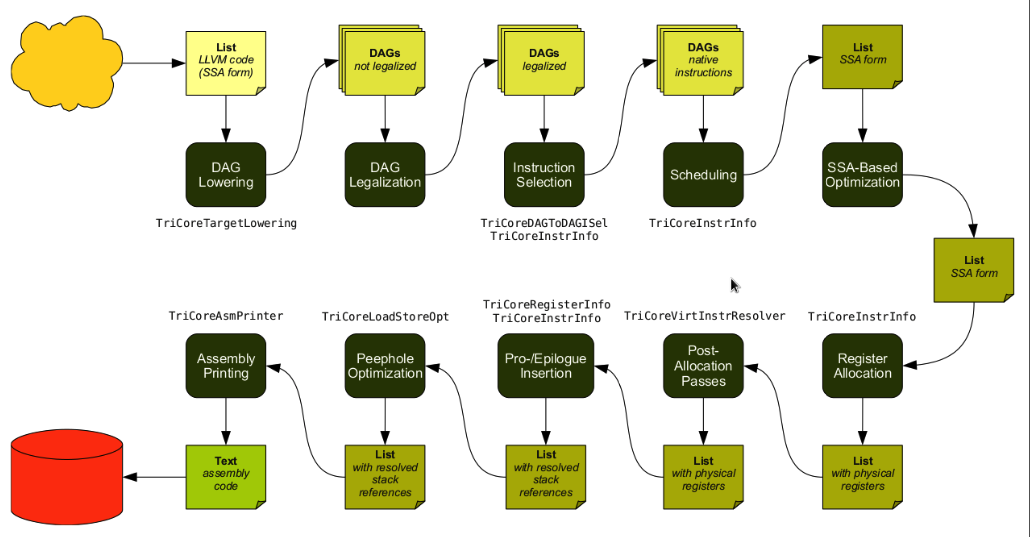 List
LLVM code
(SSA form)
DAGs
not legalized
DAGs
legalized
DAGs
native
instructions
List
SSA form
DAG
Lowering
DAG
Legalization
Instruction
Selection
Scheduling
SSA-Based
Optimization
TriCoreTargetLowering
TriCoreDAGToDAGISel
TriCoreInstrInfo
TriCoreInstrInfo
List
SSA form
TriCoreAsmPrinter
TriCoreLoadStoreOpt
TriCoreRegisterInfo
TriCoreInstrInfo
TriCoreVirtInstrResolver
TriCoreInstrInfo
Assembly
Printing
Peephole
Optimization
Pro-/Epilogue
Insertion
Post-
Allocation
Passes
Register
Allocation
Text
assembly
code
List
with resolved
stack
references
List
with resolved
stack
references
List
with physical
registers
List
with physical
registers